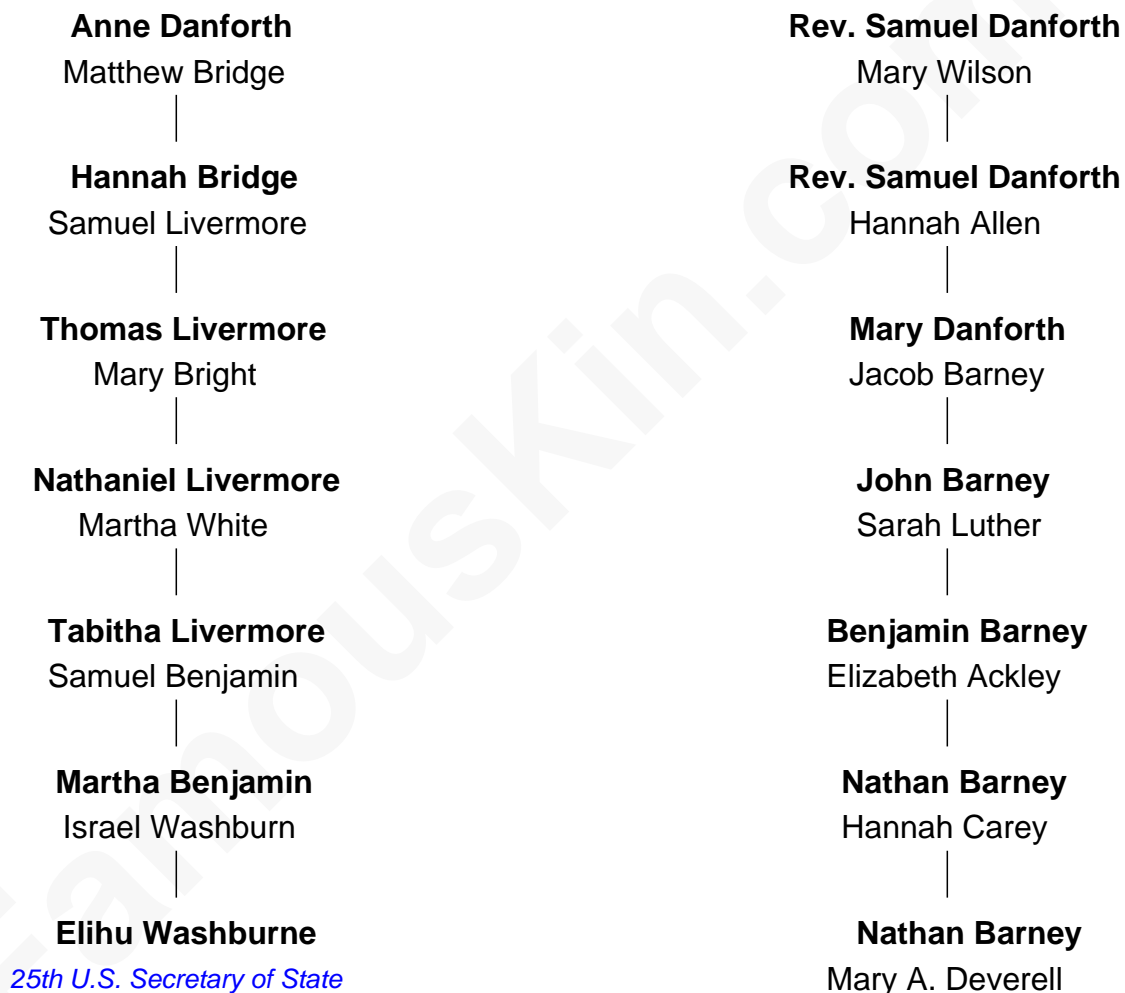 Anne Danforth
Matthew Bridge
Hannah Bridge
Samuel Livermore
Thomas Livermore
Mary Bright
Nathaniel Livermore
Martha White
Tabitha Livermore
Samuel Benjamin
Martha Benjamin
Israel Washburn
Elihu Washburne
25th U.S. Secretary of State
Rev. Samuel Danforth
Mary Wilson
Rev. Samuel Danforth
Hannah Allen
Mary Danforth
Jacob Barney
John Barney
Sarah Luther
Benjamin Barney
Elizabeth Ackley
Nathan Barney
Hannah Carey
Nathan Barney
Mary A. Deverell
FamousKin.com